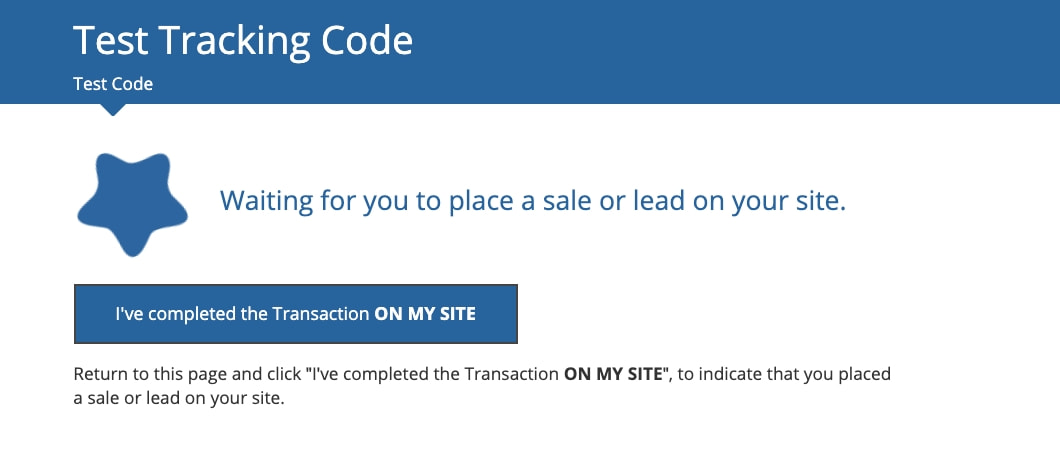 Test Tracking Code
Test Code
Waiting for you to place a sale or lead on your site.
I've completed the Transaction ON MY SITE
Return to this page and click "I've completed the Transaction ON MY SITE", to indicate that you placed
a sale or lead on your site.